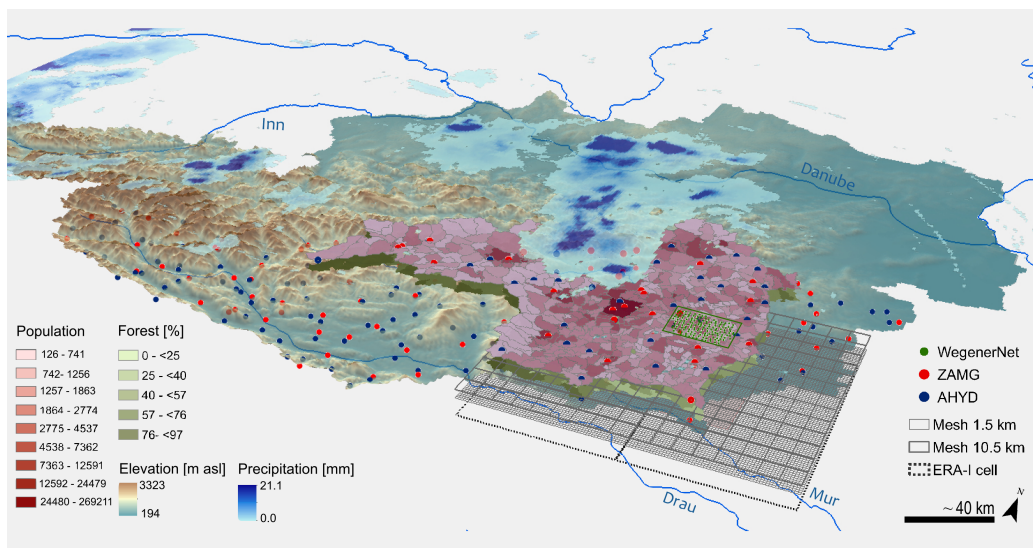 Inn
Danube
Population
126 - 741
742- 1256
1257 - 1863
1864 - 2774
2775 - 4537
4538 - 7362
7363 - 12591
12592 - 24479
24480 - 269211
Forest [%]
0 - <25
25 - <40
40 - <57
57 - <76
76- <97
Elevation [m asl]
3323
194
Precipitation [mm]
21.1
0.0
WegenerNet
ZAMG
AHYD
Mesh 1.5 km
Mesh 10.5 km
ERA-I cell
Mur
Drau
N
~ 40 km